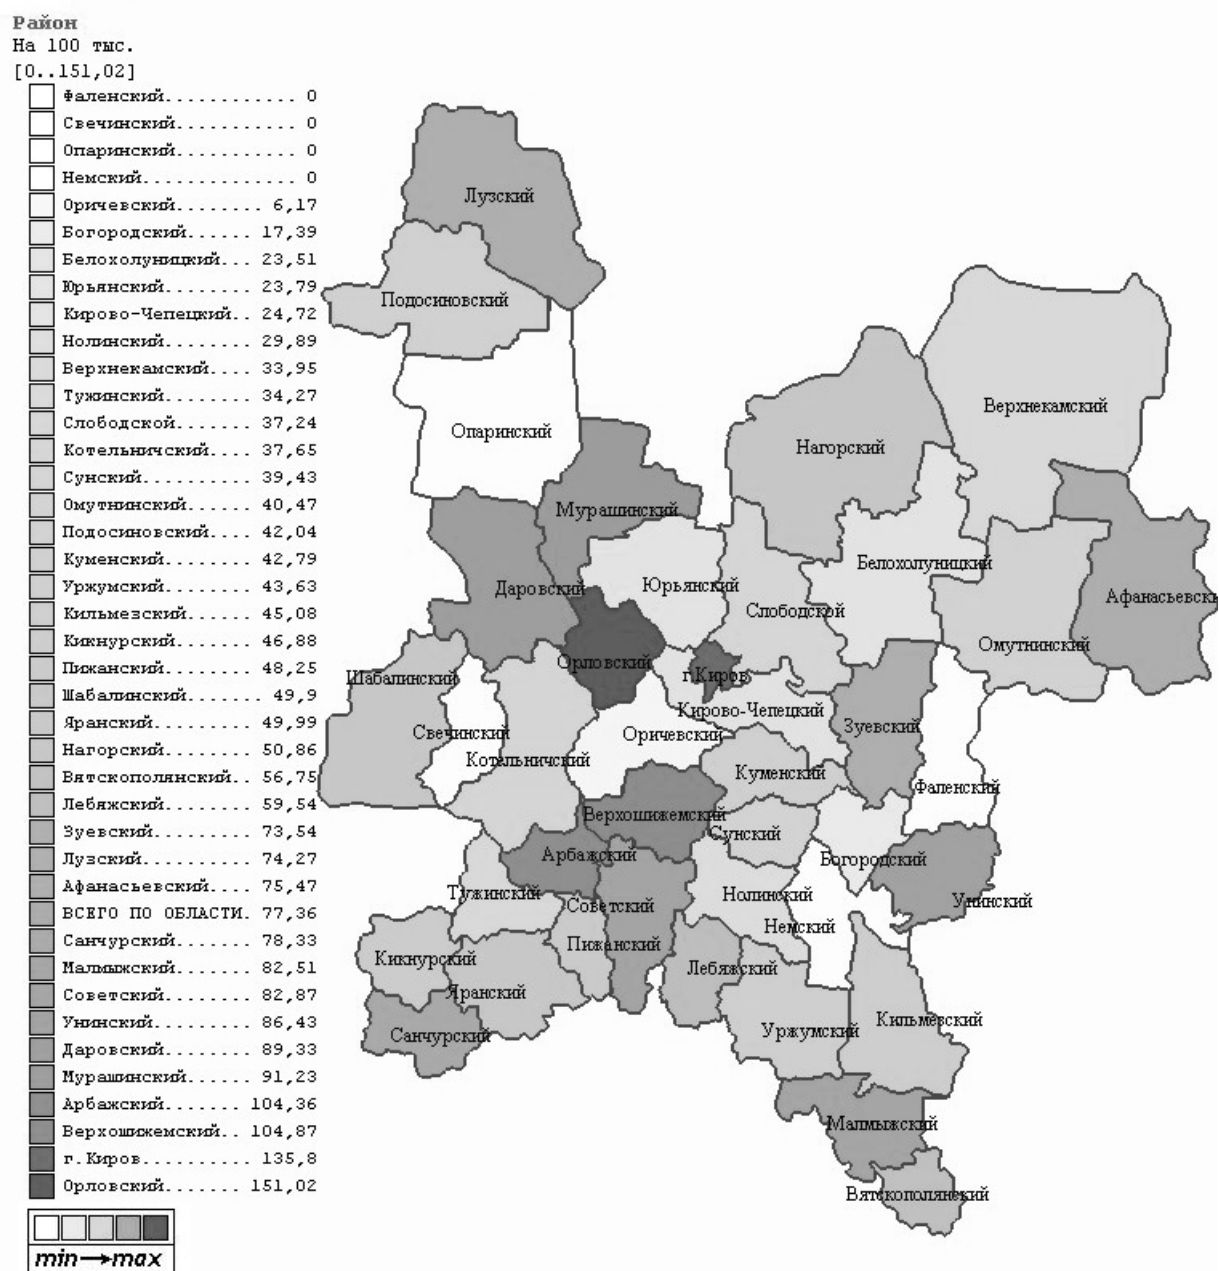 Район
На 100 тыс.
[0..151,02]
Фаленский............ 0
Свечинский........... 0
Опаринский........... 0
Немский.............. 0
Оричевский........ 6,17
Богородский...... 17,39
Белохолуницкий... 23,51
Юрьянский........ 23,79
Кирово-Чепецкий.. 24,72
Нолинский........ 29,89
Верхнекамский.... 33,95
Тужинский........ 34,27
Слободской....... 37,24
Котельничский.... 37,65
Сунский.......... 39,43
Омутнинский...... 40,47
Подосиновский.... 42,04
Куменский........ 42,79
Уржумский........ 43,63
Кильмезский...... 45,08
Кикнурский....... 46,88
Пижанский........ 48,25
Шабалинский....... 49,9
Яранский......... 49,99
Нагорский........ 50,86
Вятскополянский.. 56,75
Лебяжский........ 59,54
Зуевский......... 73,54
Лузский.......... 74,27
Афанасьевский.... 75,47
ВСЕГО ПО ОБЛАСТИ. 77,36
Санчурский....... 78,33
Малмыжский....... 82,51
Советский........ 82,87
Унинский......... 86,43
Даровский........ 89,33
Мурашинский...... 91,23
Арбажский....... 104,36
Верхошижемский.. 104,87
г.Киров.......... 135,8
Орловский....... 151,02
min→max
Лузский
Подосиновский
Опаринский
Верхнекамский
Нагорский
Мурашинский
Белохолуницкий
Даровский
Юрьянский
Слободской
Афанасьевски
Омутнинский
Орловский
г.Киров
Шабалинский
Кирово-Чепецкий
Зуевский
Свечинский
Оричевский
Котельничский
Куменский
Фаленский
Верхошижемский
Сунский
Арбажский
Богородский
Тужинский
Нолинский
Унинский
Советский
Немский
Пижанский
Кикнурский
Лебяжский
Яранский
Кильмезский
Уржумский
Санчурский
Малмыжский
Вятскополянский